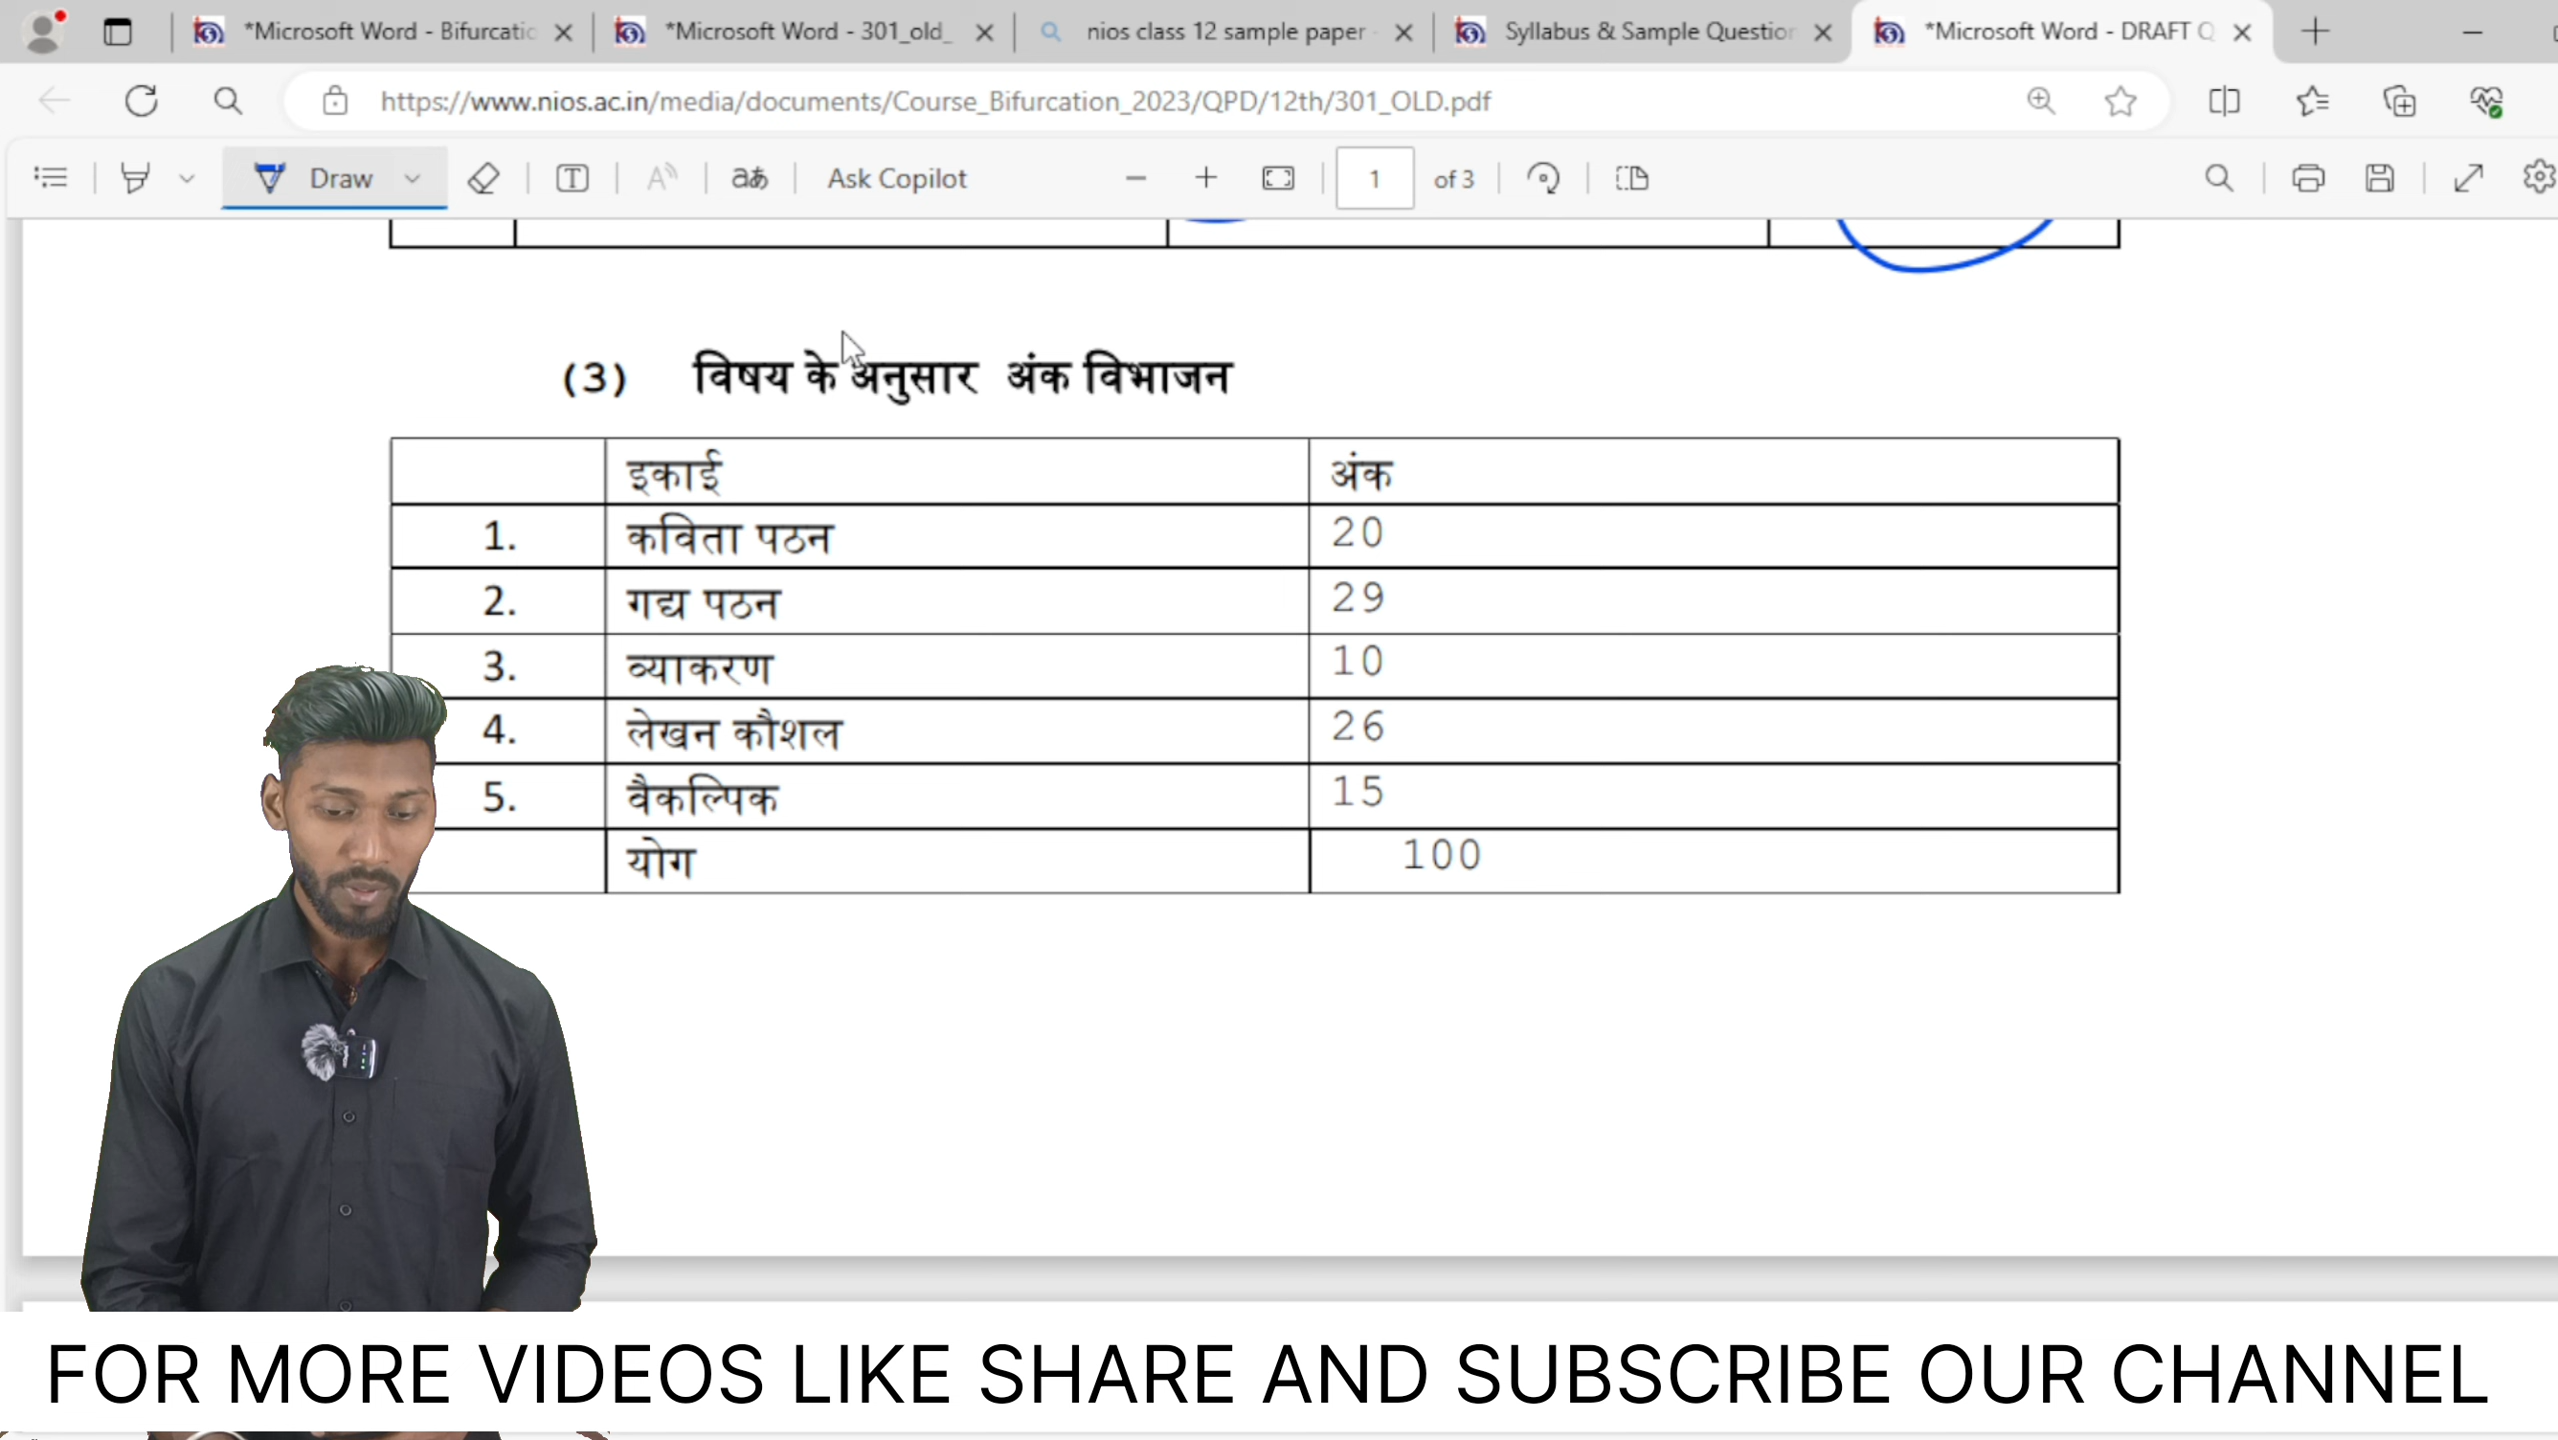 *Microsoft Word - Bifurcatic
*Microsoft Word - 301_old_
nios class 12 sample paper -
Syllabus & Sample Question
*Microsoft Word - DRAFT Q
https://www.nios.ac.in/media/documents/Course_Bifurcation_2023/QPD/12th/301_OLD.pdf
Draw
aあ
Ask Copilot
1 of 3
(3) विषय के अनुसार अंक विभाजन
इकाई अंक
1. कविता पठन 20
2. गद्य पठन 29
3. व्याकरण 10
4. लेखन कौशल 26
5. वैकल्पिक 15
योग 100
FOR MORE VIDEOS LIKE SHARE AND SUBSCRIBE OUR CHANNEL